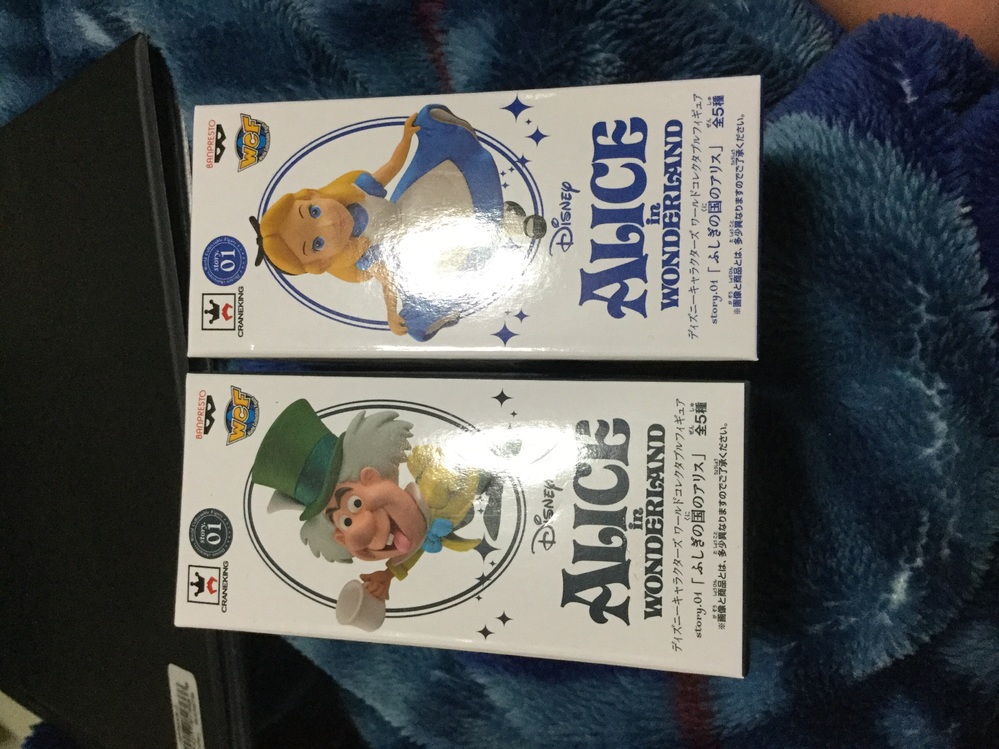 BANPRESTO
WCF
story.
01
CRANEKING
DISNEY
ALICE
in
WONDERLAND
ディズニーキャラクターズ ワールドコレクタブルフィギュア
story.01「ふしぎの国のアリス」全5種
※画像と商品とは、多少異なりますのでご了承ください。
BANPRESTO
WCF
story.
01
CRANEKING
DISNEY
ALICE
in
WONDERLAND
ディズニーキャラクターズ ワールドコレクタブルフィギュア
story.01「ふしぎの国のアリス」全5種
※画像と商品とは、多少異なりますのでご了承ください。